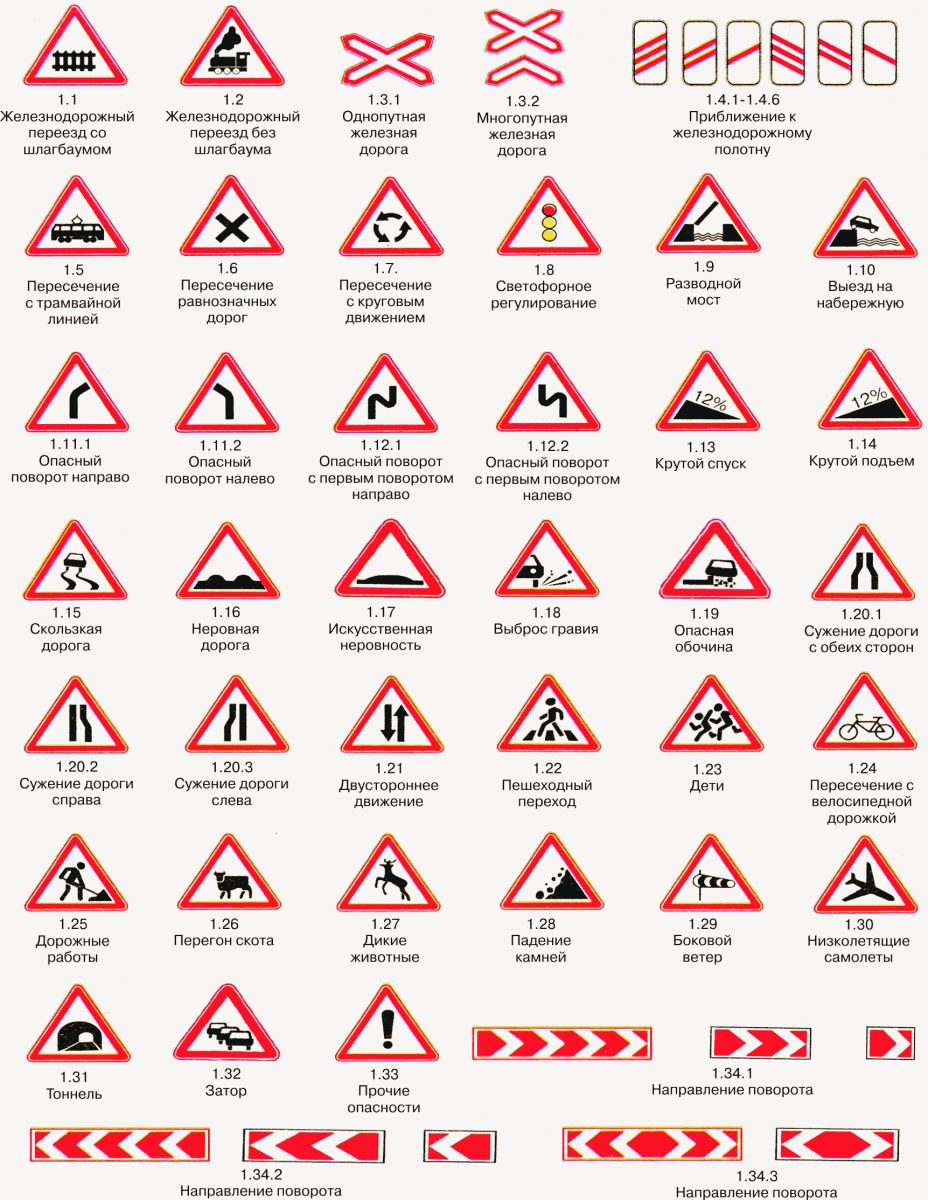 1.1
Железнодорожный
переезд со
шлагбаумом
1.2
Железнодорожный
переезд без
шлагбаума
1.3.1
Однопутная
железная
дорога
1.3.2
Многопутная
железная
дорога
1.4.1-1.4.6
Приближение к
железнодорожному
полотну
1.5
Пересечение
с трамвайной
линией
1.6
Пересечение
равнозначных
дорог
1.7.
Пересечение
с круговым
движением
1.8
Светофорное
регулирование
1.9
Разводной
мост
1.10
Выезд на
набережную
1.11.1
Опасный
поворот направо
1.11.2
Опасный
поворот налево
1.12.1
Опасный поворот
с первым поворотом
направо
1.12.2
Опасный поворот
с первым поворотом
налево
12%
1.13
Крутой спуск
12%
1.14
Крутой подъем
1.15
Скользкая
дорога
1.16
Неровная
дорога
1.17
Искусственная
неровность
1.18
Выброс гравия
1.19
Опасная
обочина
1.20.1
Сужение дороги
с обеих сторон
1.20.2
Сужение дороги
справа
1.20.3
Сужение дороги
слева
1.21
Двустороннее
движение
1.22
Пешеходный
переход
1.23
Дети
1.24
Пересечение с
велосипедной
дорожкой
1.25
Дорожные
работы
1.26
Перегон скота
1.27
Дикие
животные
1.28
Падение
камней
1.29
Боковой
ветер
1.30
Низколетящие
самолеты
1.31
Тоннель
1.32
Затор
1.33
Прочие
опасности
1.34.1
Направление поворота
1.34.2
Направление поворота
1.34.3
Направление поворота